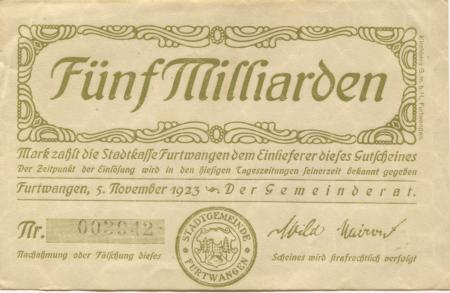 Fünf Milliarden
Mark zahlt die Stadtkasse Furtwangen dem Einlieferer dieses Gutscheines
Der Zeitpunkt der Einlösung wird in den hiesigen Tageszeitungen seinerzeit bekannt gegeben
Furtwangen, 5. November 1923 Der Gemeinderat.
Nr. 003642
STADTGEMEINDE
FURTWANGEN
Nachahmung oder Fälschung dieses Scheines wird strafrechtlich verfolgt
G.m.b.H. Furtwangen